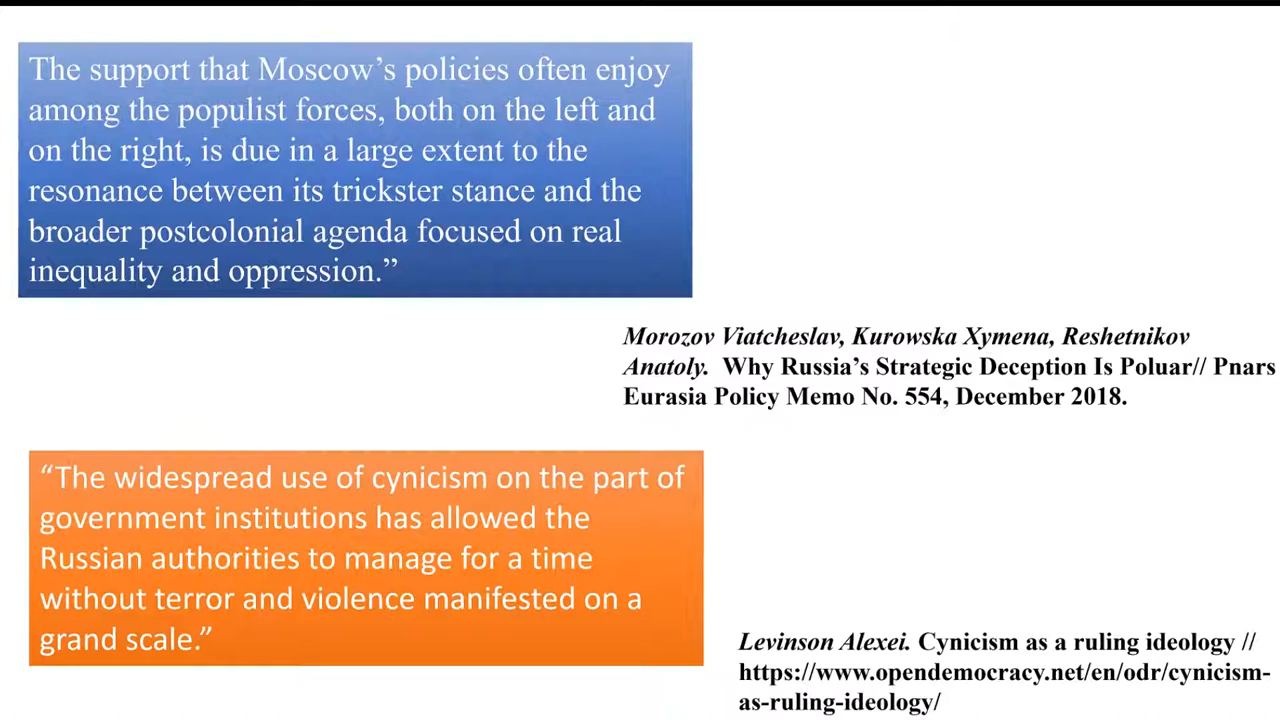 The support that Moscow’s policies often enjoy
among the populist forces, both on the left and
on the right, is due in a large extent to the
resonance between its trickster stance and the
broader postcolonial agenda focused on real
inequality and oppression.”
Morozov Viatcheslav, Kurowska Xymena, Reshetnikov
Anatoly. Why Russia’s Strategic Deception Is Poluar// Pnars
Eurasia Policy Memo No. 554, December 2018.
“The widespread use of cynicism on the part of
government institutions has allowed the
Russian authorities to manage for a time
without terror and violence manifested on a
grand scale.”
Levinson Alexei. Cynicism as a ruling ideology //
https://www.opendemocracy.net/en/odr/cynicism-
as-ruling-ideology/